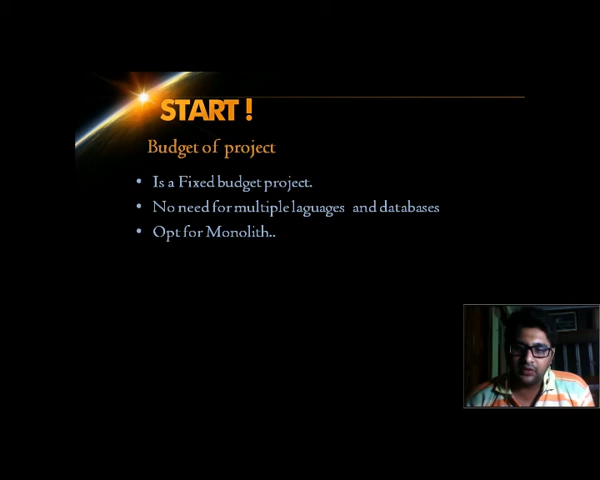 START !
Budget of project
• Is a Fixed budget project.
• No need for multiple laguages and databases
• Opt for Monolith..